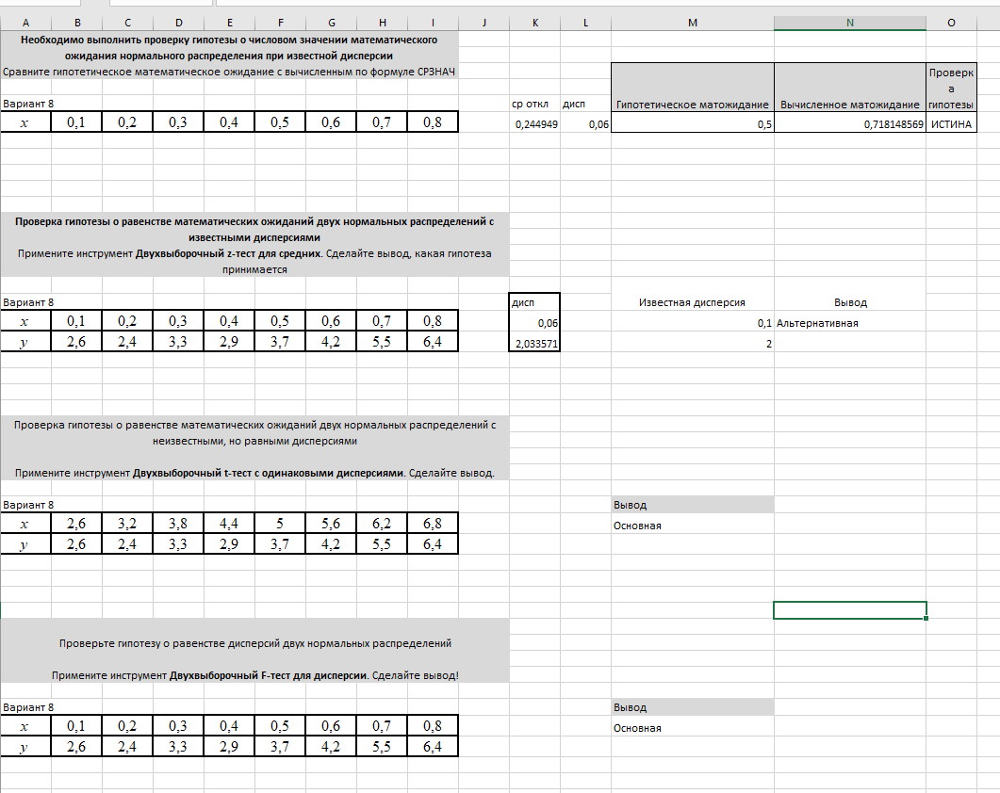 A B C D E F G H I J K L M N O
Необходимо выполнить проверку гипотезы о числовом значении математического
ожидания нормального распределения при известной дисперсии
Сравните гипотетическое математическое ожидание с вычисленным по формуле СРЗНАЧ
Проверк
а
Вариант 8 ср откл дисп Гипотетическое матожидание Вычисленное матожидание гипотезы
x 0,1 0,2 0,3 0,4 0,5 0,6 0,7 0,8 0,244949 0,06 0,5 0,718148569 ИСТИНА
Проверка гипотезы о равенстве математических ожиданий двух нормальных распределений с
известными дисперсиями
Примените инструмент Двухвыборочный z-тест для средних. Сделайте вывод, какая гипотеза
принимается
Вариант 8 дисп Известная дисперсия Вывод
x 0,1 0,2 0,3 0,4 0,5 0,6 0,7 0,8 0,06 0,1 Альтернативная
y 2,6 2,4 3,3 2,9 3,7 4,2 5,5 6,4 2,033571 2
Проверка гипотезы о равенстве математических ожиданий двух нормальных распределений с
неизвестными, но равными дисперсиями
Примените инструмент Двухвыборочный t-тест с одинаковыми дисперсиями. Сделайте вывод.
Вариант 8 Вывод
x 2,6 3,2 3,8 4,4 5 5,6 6,2 6,8 Основная
y 2,6 2,4 3,3 2,9 3,7 4,2 5,5 6,4
Проверьте гипотезу о равенстве дисперсий двух нормальных распределений
Примените инструмент Двухвыборочный F-тест для дисперсии. Сделайте вывод!
Вариант 8 Вывод
x 0,1 0,2 0,3 0,4 0,5 0,6 0,7 0,8 Основная
y 2,6 2,4 3,3 2,9 3,7 4,2 5,5 6,4